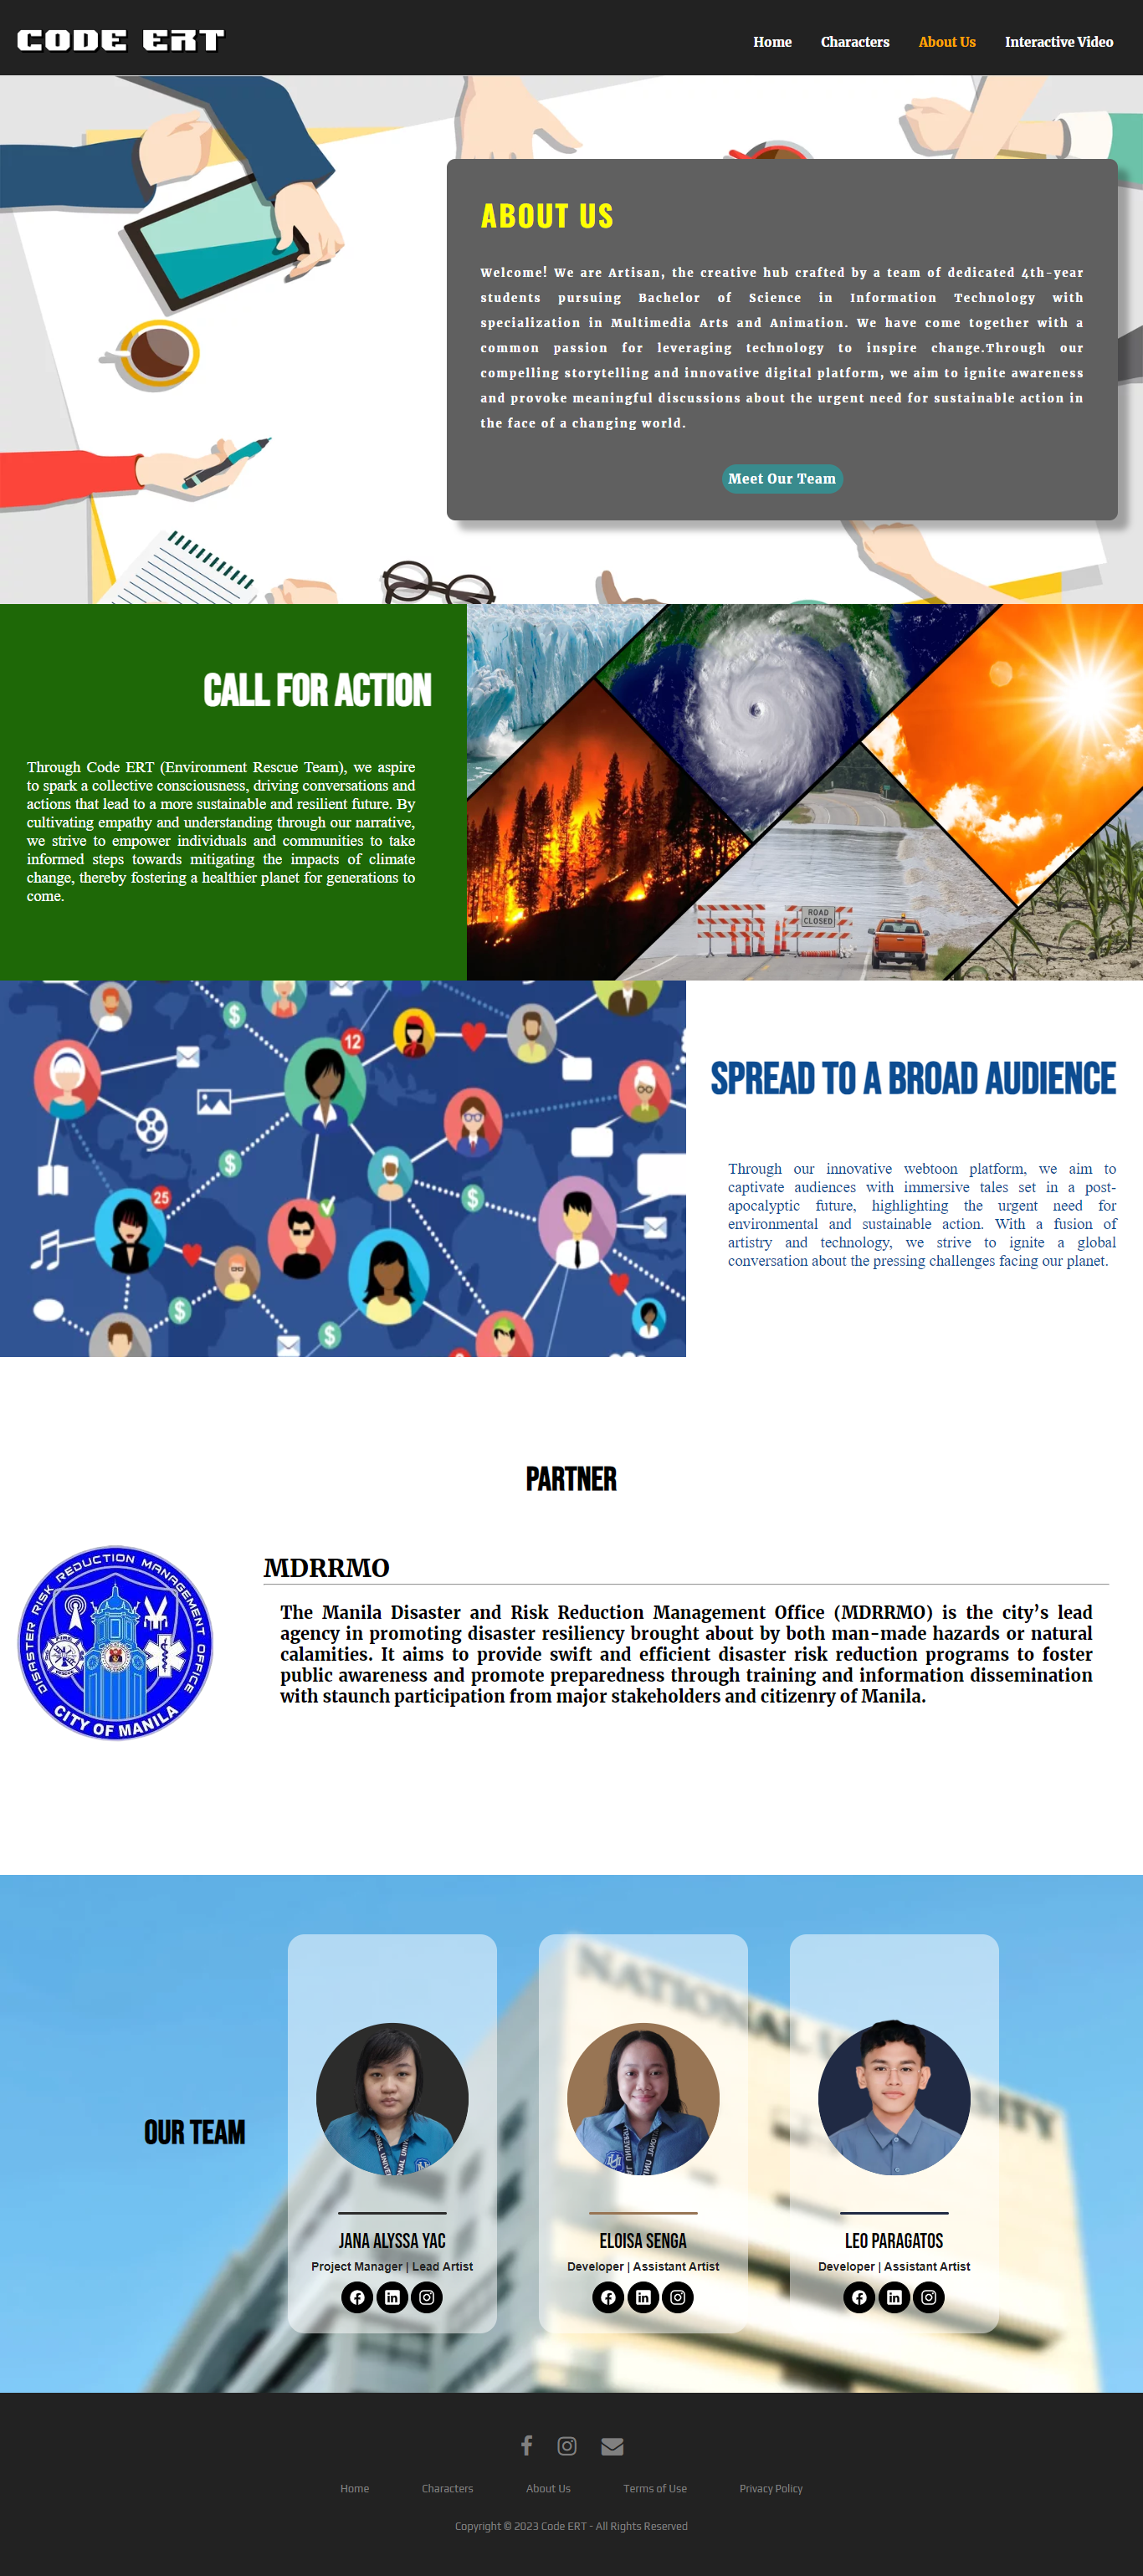 CODE ERT
Home Characters About Us Interactive Video
ABOUT US
Welcome! We are Artisan, the creative hub crafted by a team of dedicated 4th-year
students pursuing Bachelor of Science in Information Technology with
specialization in Multimedia Arts and Animation. We have come together with a
common passion for leveraging technology to inspire change.Through our
compelling storytelling and innovative digital platform, we aim to ignite awareness
and provoke meaningful discussions about the urgent need for sustainable action in
the face of a changing world.
Meet Our Team
CALL FOR ACTION
Through Code ERT (Environment Rescue Team), we aspire
to spark a collective consciousness, driving conversations and
actions that lead to a more sustainable and resilient future. By
cultivating empathy and understanding through our narrative,
we strive to empower individuals and communities to take
informed steps towards mitigating the impacts of climate
change, thereby fostering a healthier planet for generations to
come.
ROAD
CLOSED
12
25
SPREAD TO A BROAD AUDIENCE
Through our innovative webtoon platform, we aim to
captivate audiences with immersive tales set in a post-
apocalyptic future, highlighting the urgent need for
environmental and sustainable action. With a fusion of
artistry and technology, we strive to ignite a global
conversation about the pressing challenges facing our planet.
PARTNER
DISASTER RISK REDUCTION MANAGEMENT OFFICE
CITY OF MANILA
MDRRMO
The Manila Disaster and Risk Reduction Management Office (MDRRMO) is the city’s lead
agency in promoting disaster resiliency brought about by both man-made hazards or natural
calamities. It aims to provide swift and efficient disaster risk reduction programs to foster
public awareness and promote preparedness through training and information dissemination
with staunch participation from major stakeholders and citizenry of Manila.
NATIONAL U SITY
OUR TEAM
JANA ALYSSA YAC
Project Manager | Lead Artist
ELOISA SENGA
Developer | Assistant Artist
LEO PARAGATOS
Developer | Assistant Artist
Home Characters About Us Terms of Use Privacy Policy
Copyright © 2023 Code ERT - All Rights Reserved